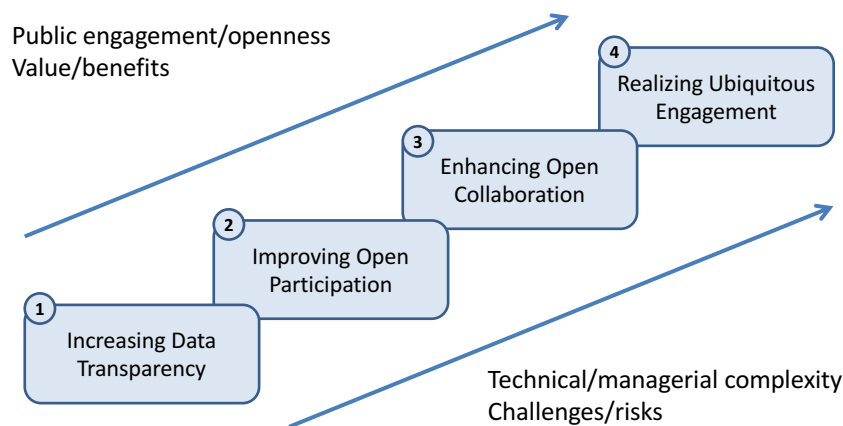 Public engagement/openness
Value/benefits
4
Realizing Ubiquitous
Engagement
3
Enhancing Open
Collaboration
2
Improving Open
Participation
1
Increasing Data
Transparency
Technical/managerial complexity
Challenges/risks